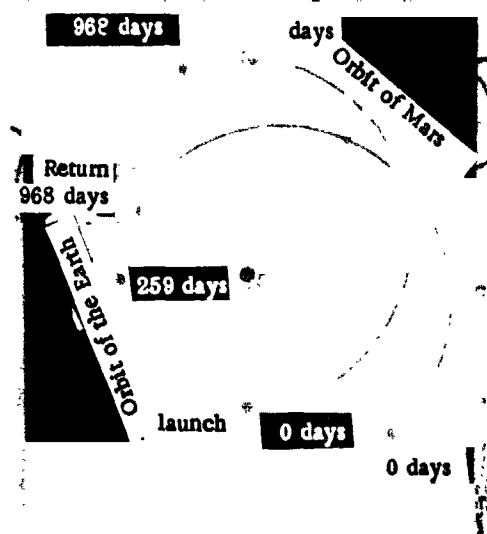 968 days
days
Orbit of Mars
Return
968 days
Orbit of the Earth
259 days
launch
0 days
0 days